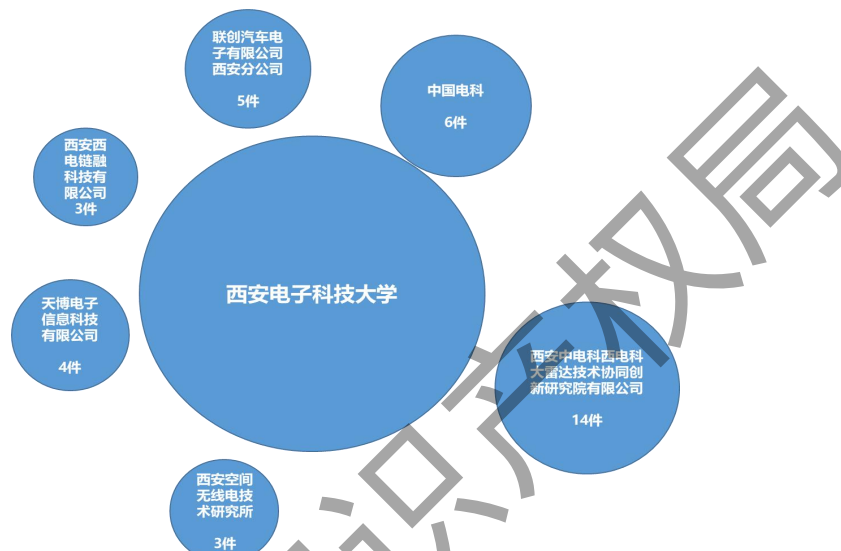 联创汽车电
子有限公司
西安分公司
5件
中国电科
6件
西安西
电链融
科技有
限公司
3件
西安电子科技大学
天博电子
信息科技
有限公司
4件
西安中电科西电科
大雷达技术协同创
新研究院有限公司
14件
西安空间
无线电技
术研究所
3件
识产权局